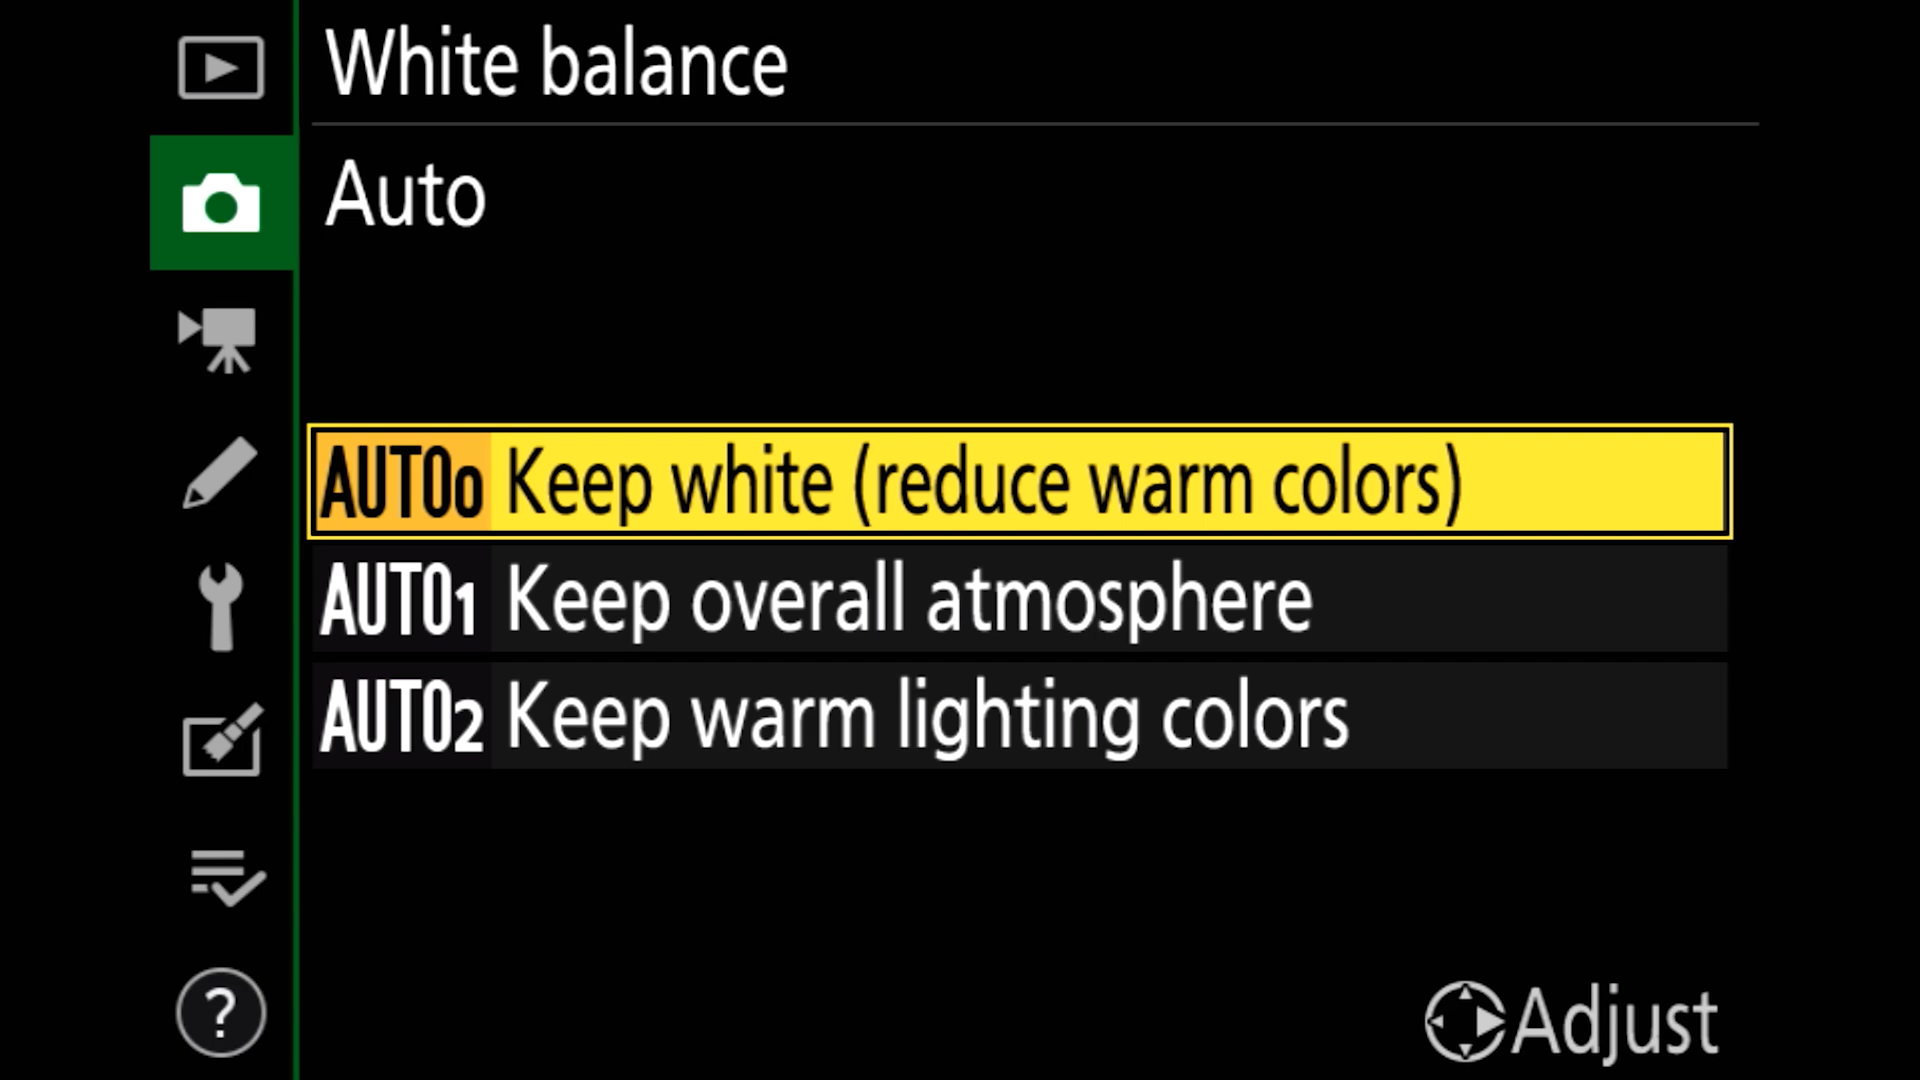 White balance
Auto
AUTO0 Keep white (reduce warm colors)
AUTO1 Keep overall atmosphere
AUTO2 Keep warm lighting colors
?
Adjust